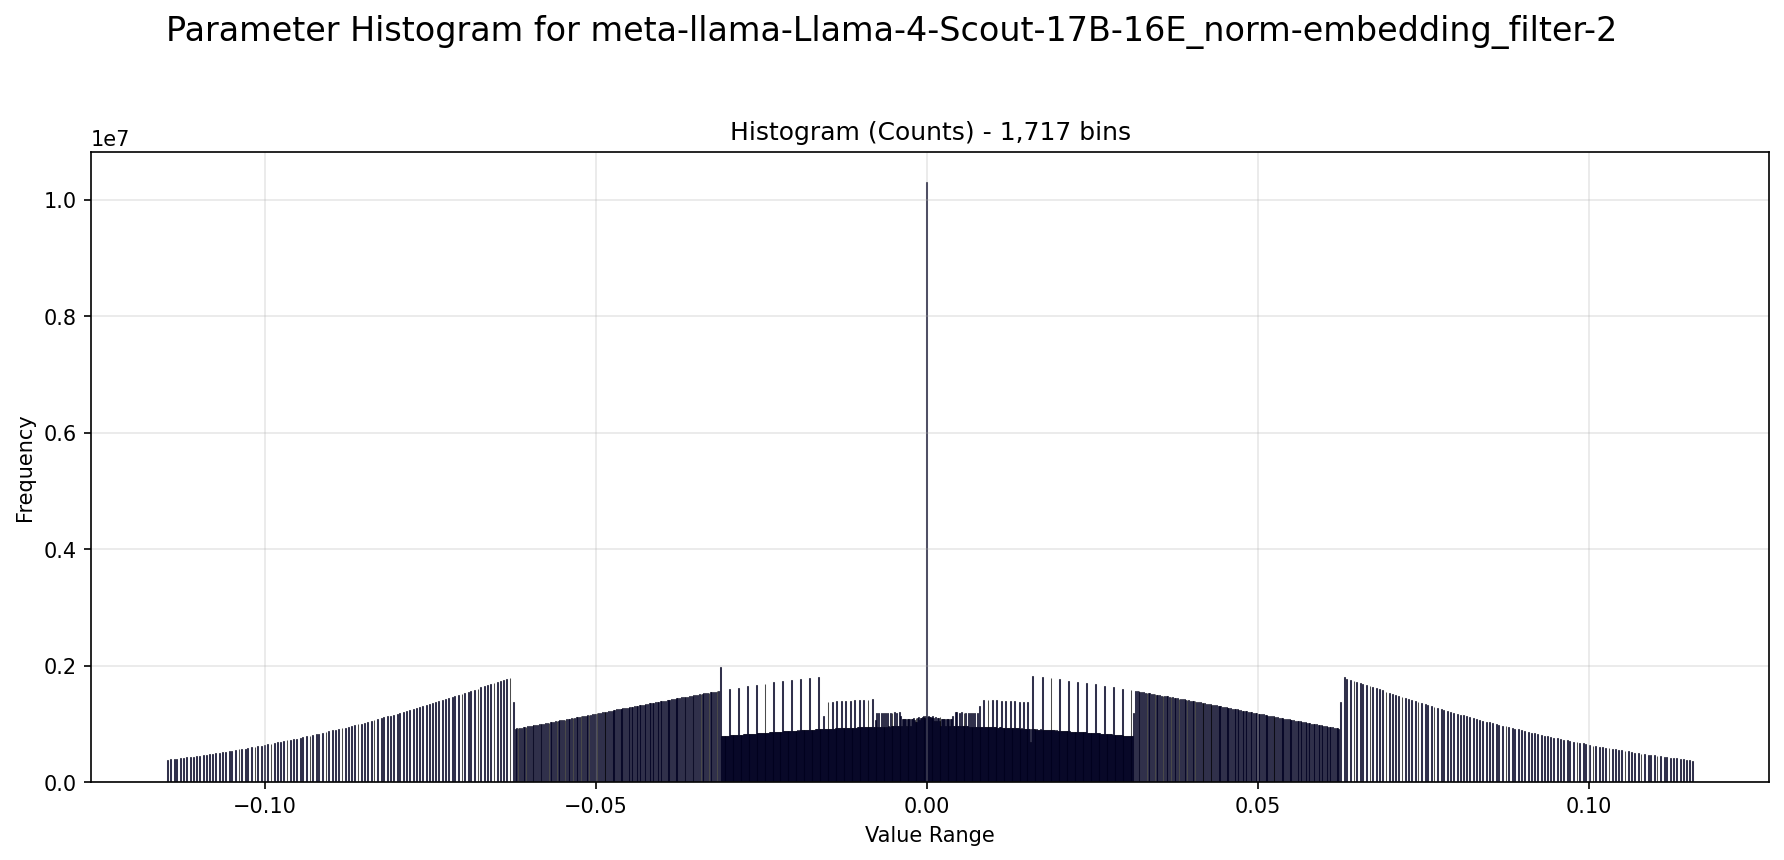 Parameter Histogram for meta-llama-Llama-4-Scout-17B-16E_norm-embedding_filter-2
Histogram (Counts) - 1,717 bins
1e7
1.0
0.8
0.6
0.4
0.2
0.0
Frequency
−0.10
−0.05
0.00
0.05
0.10
Value Range